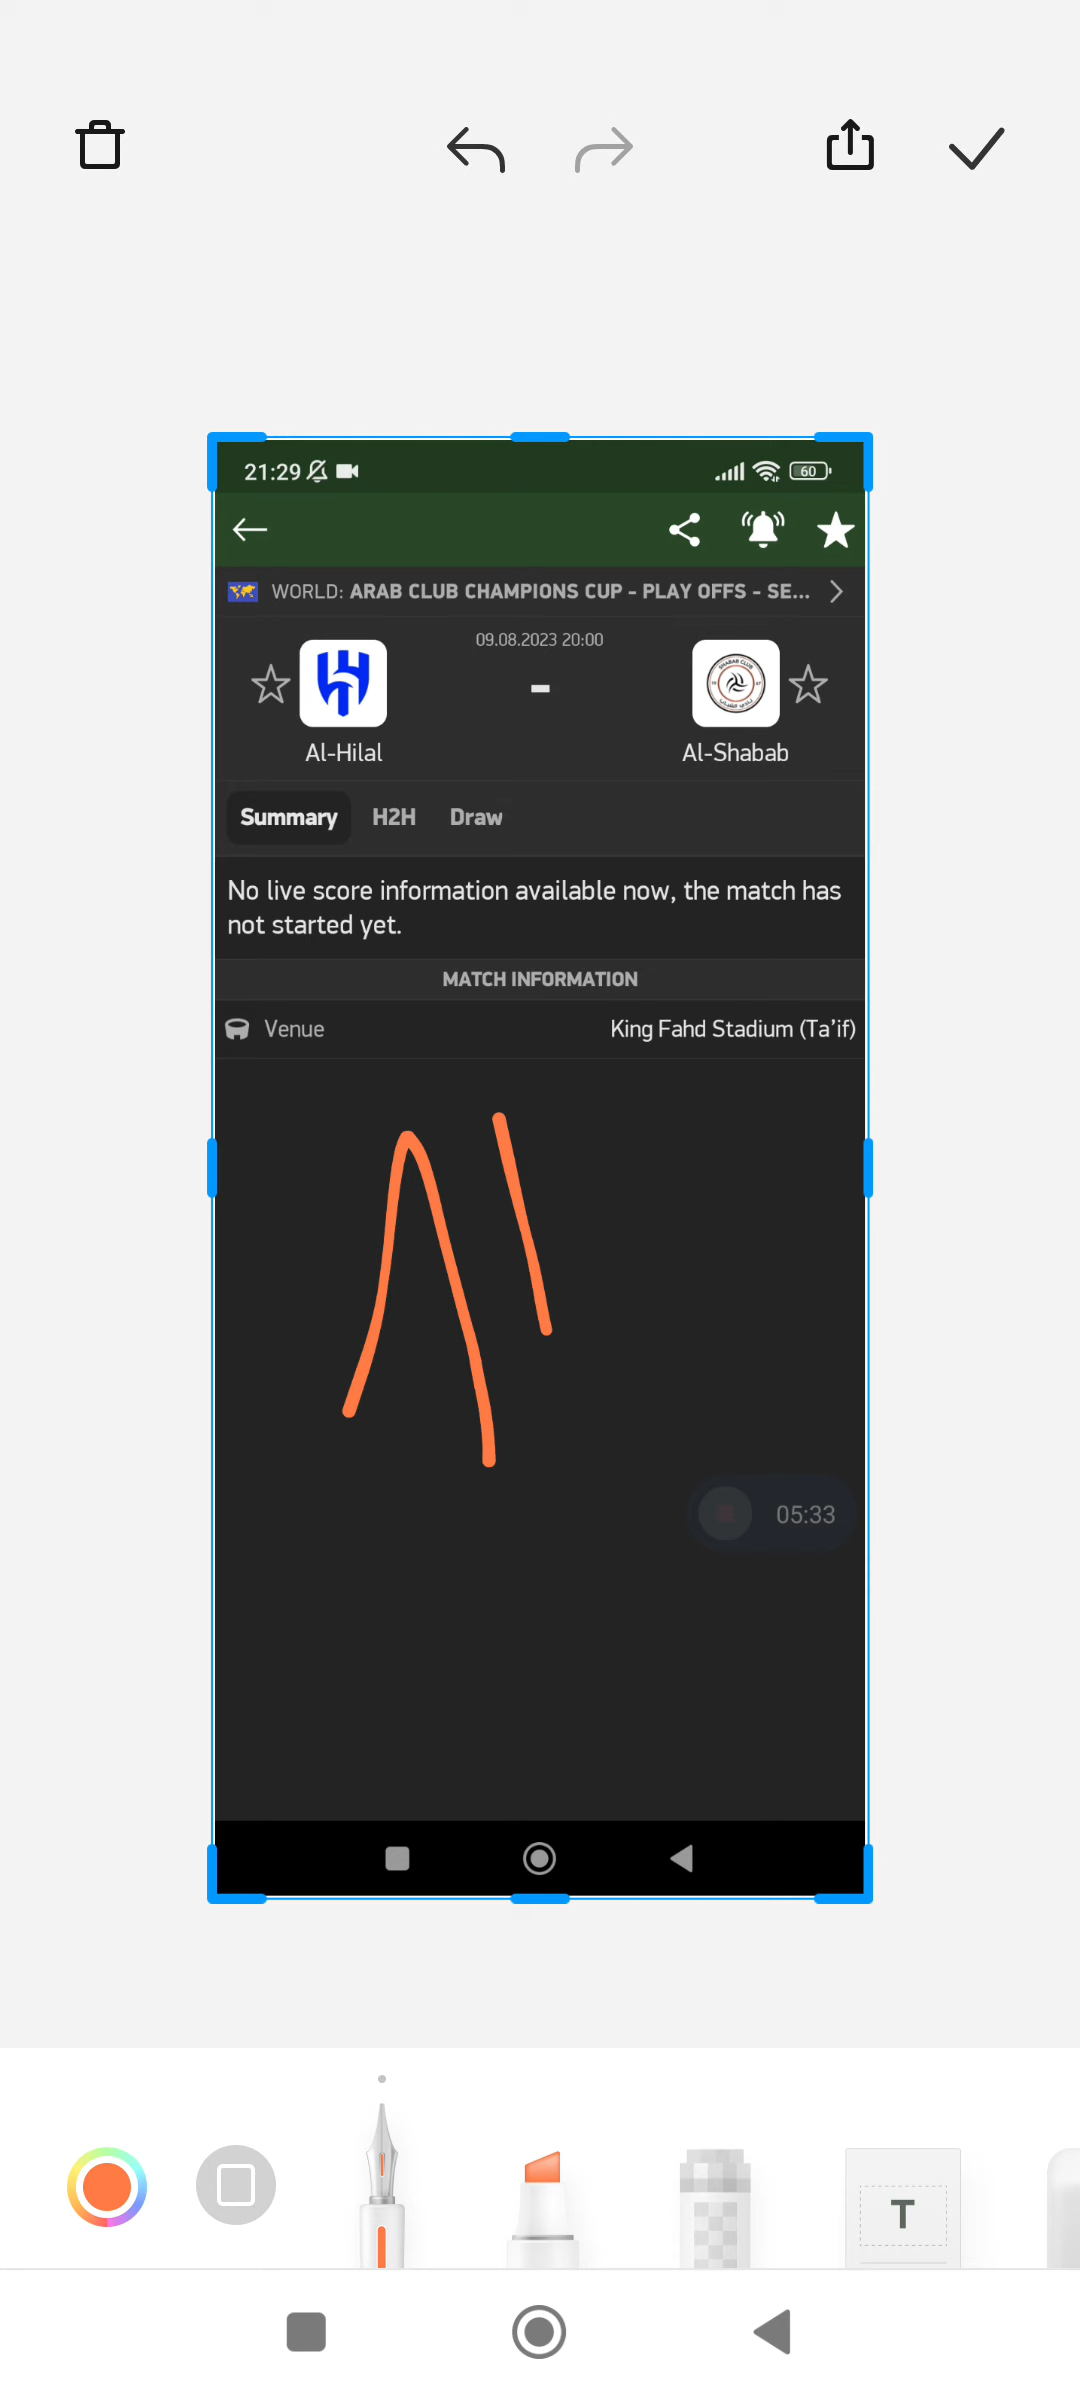 21:29
60
WORLD: ARAB CLUB CHAMPIONS CUP - PLAY OFFS - SE...
09.08.2023 20:00
-
Al-Hilal Al-Shabab
Summary H2H Draw
No live score information available now, the match has
not started yet.
MATCH INFORMATION
Venue King Fahd Stadium (Ta'if)
05:33
T